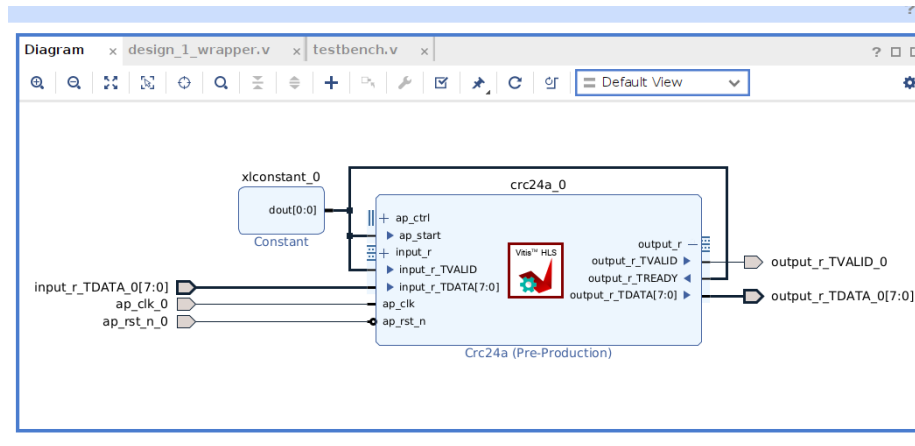 ?
Diagram × design_1_wrapper.v × testbench.v × ?
Default View
xlconstant_0
dout[0:0]
Constant
crc24a_0
ap_ctrl
ap_start
input_r
input_r_TVALID
input_r_TDATA[7:0]
ap_clk
ap_rst_n
Vitis™ HLS
output_r
output_r_TVALID
output_r_TREADY
output_r_TDATA[7:0]
Crc24a (Pre-Production)
input_r_TDATA_0[7:0]
ap_clk_0
ap_rst_n_0
output_r_TVALID_0
output_r_TDATA_0[7:0]